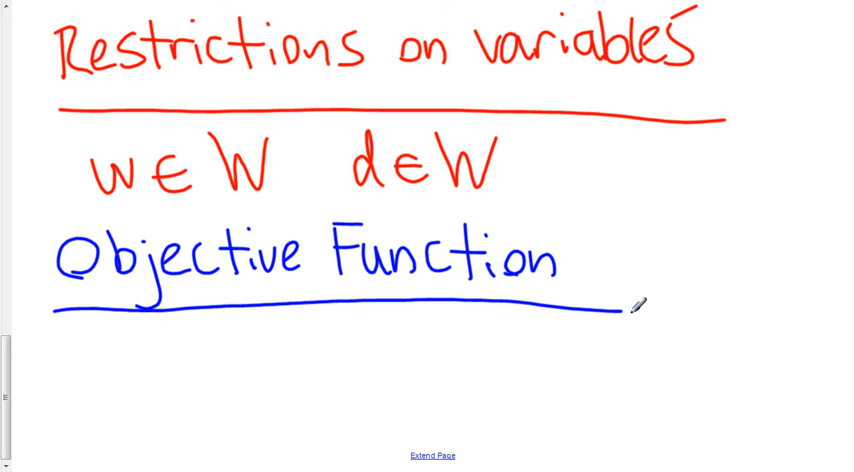 Restrictions on variables
w ∈ W d ∈ W
Objective Function
Extend Page